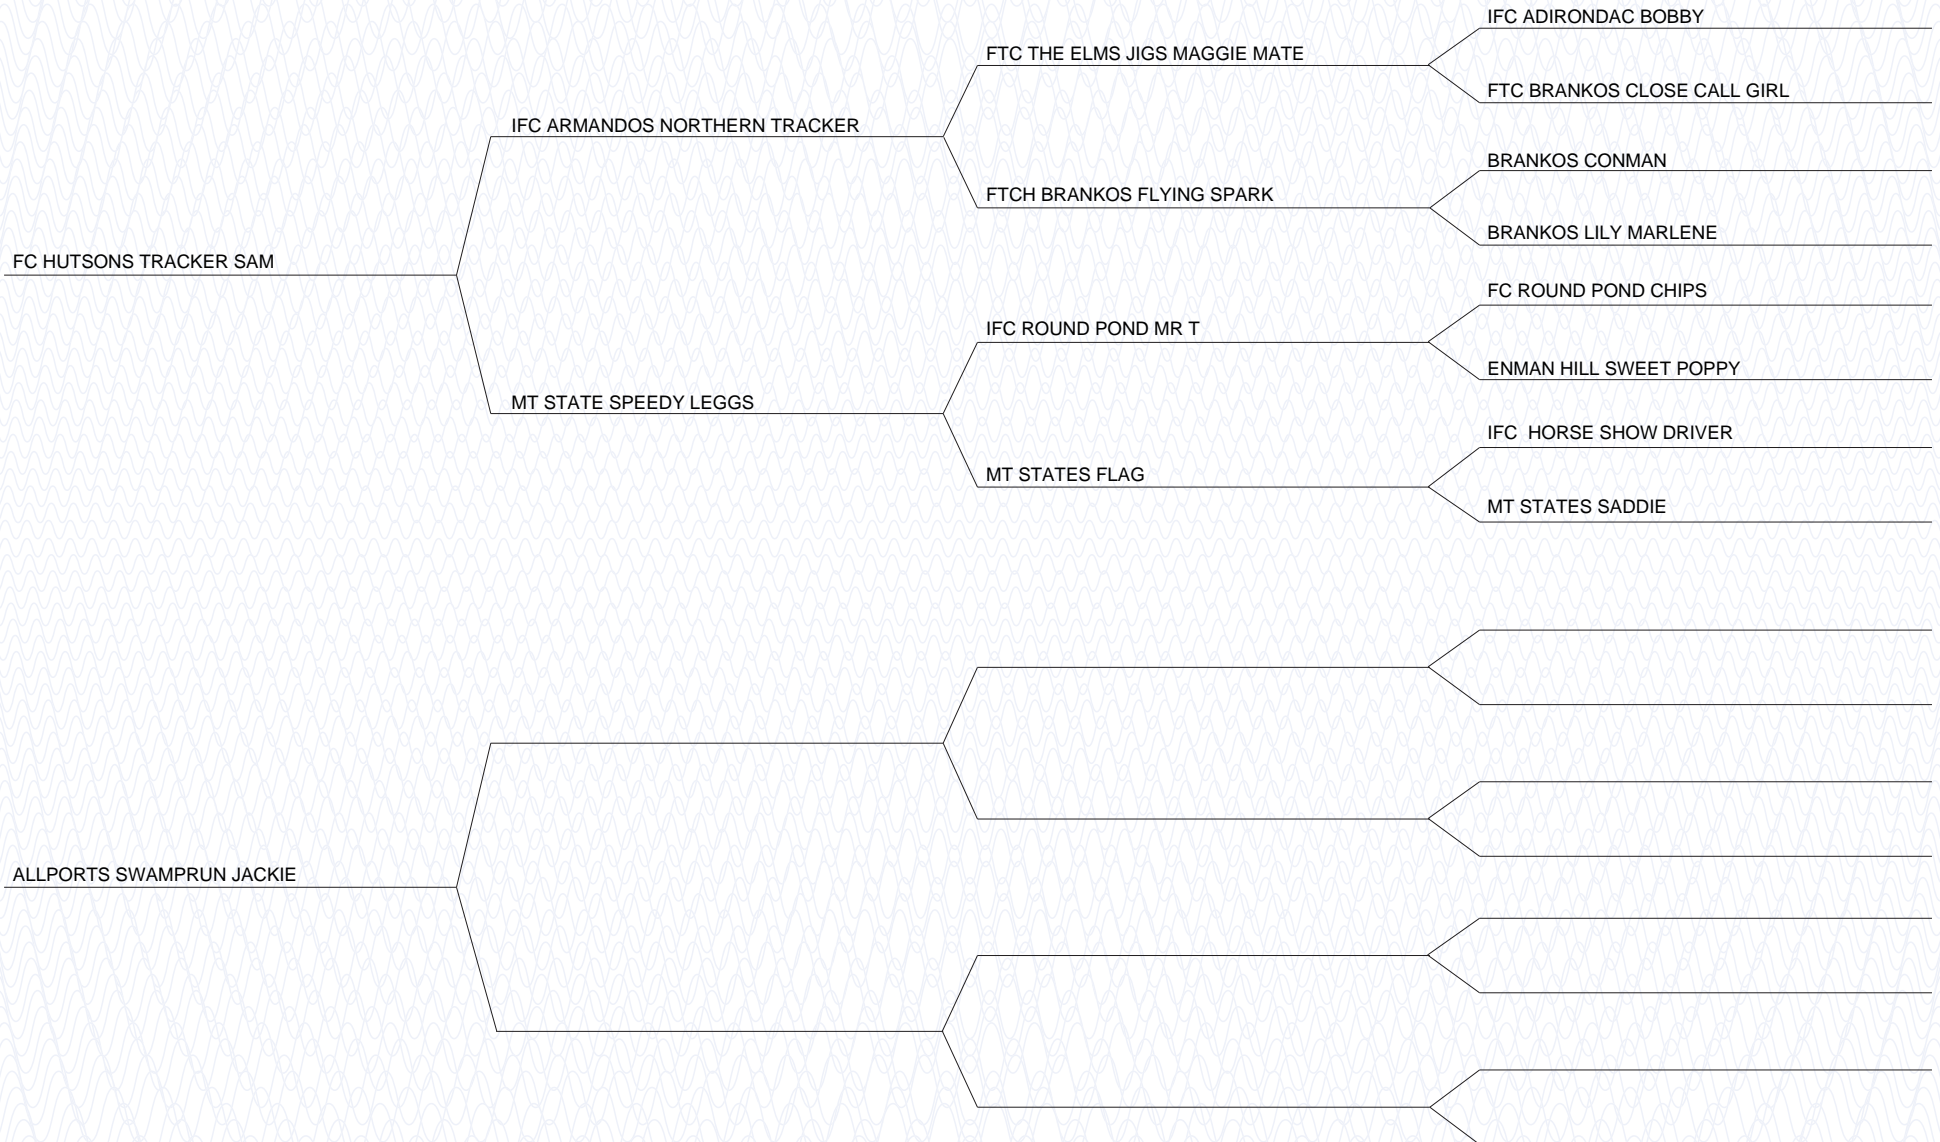 IFC ADIRONDAC BOBBY
FTC THE ELMS JIGS MAGGIE MATE
FTC BRANKOS CLOSE CALL GIRL
IFC ARMANDOS NORTHERN TRACKER
BRANKOS CONMAN
FTCH BRANKOS FLYING SPARK
BRANKOS LILY MARLENE
FC HUTSONS TRACKER SAM
FC ROUND POND CHIPS
IFC ROUND POND MR T
ENMAN HILL SWEET POPPY
MT STATE SPEEDY LEGGS
IFC  HORSE SHOW DRIVER
MT STATES FLAG
MT STATES SADDIE
ALLPORTS SWAMPRUN JACKIE